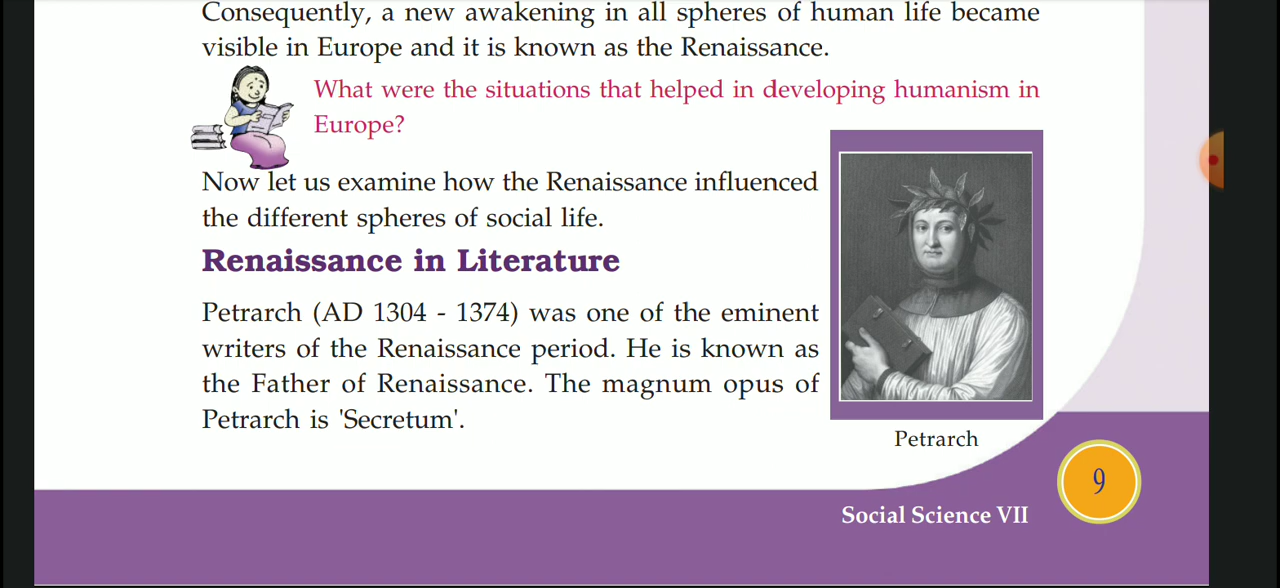 Consequently, a new awakening in all spheres of human life became
visible in Europe and it is known as the Renaissance.
What were the situations that helped in developing humanism in
Europe?
Now let us examine how the Renaissance influenced
the different spheres of social life.
Renaissance in Literature
Petrarch (AD 1304 - 1374) was one of the eminent
writers of the Renaissance period. He is known as
the Father of Renaissance. The magnum opus of
Petrarch is 'Secretum'.
Petrarch
9
Social Science VII